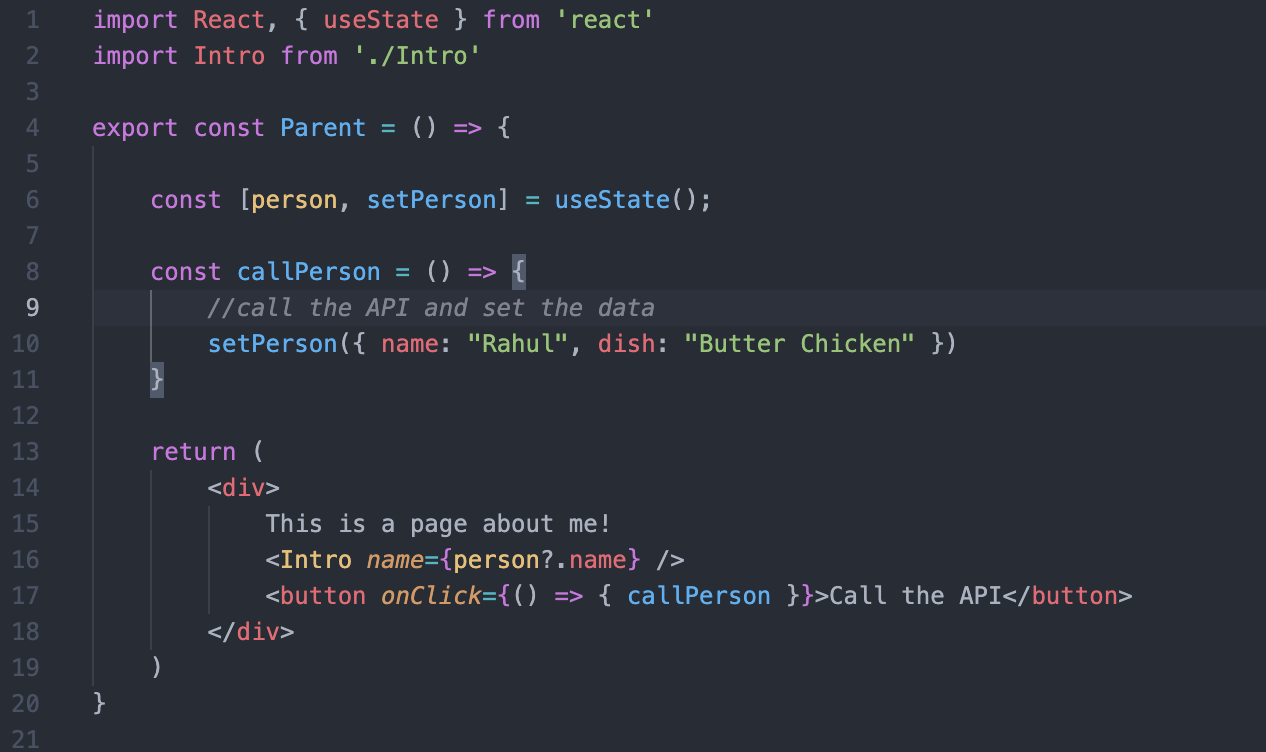 1 import React, { useState } from 'react'
2 import Intro from './Intro'
3
4 export const Parent = () => {
5
6 const [person, setPerson] = useState();
7
8 const callPerson = () => {
9 //call the API and set the data
10 setPerson({ name: "Rahul", dish: "Butter Chicken" })
11 }
12
13 return (
14 <div>
15 This is a page about me!
16 <Intro name={person?.name} />
17 <button onClick={() => { callPerson }}>Call the API</button>
18 </div>
19 )
20 }
21